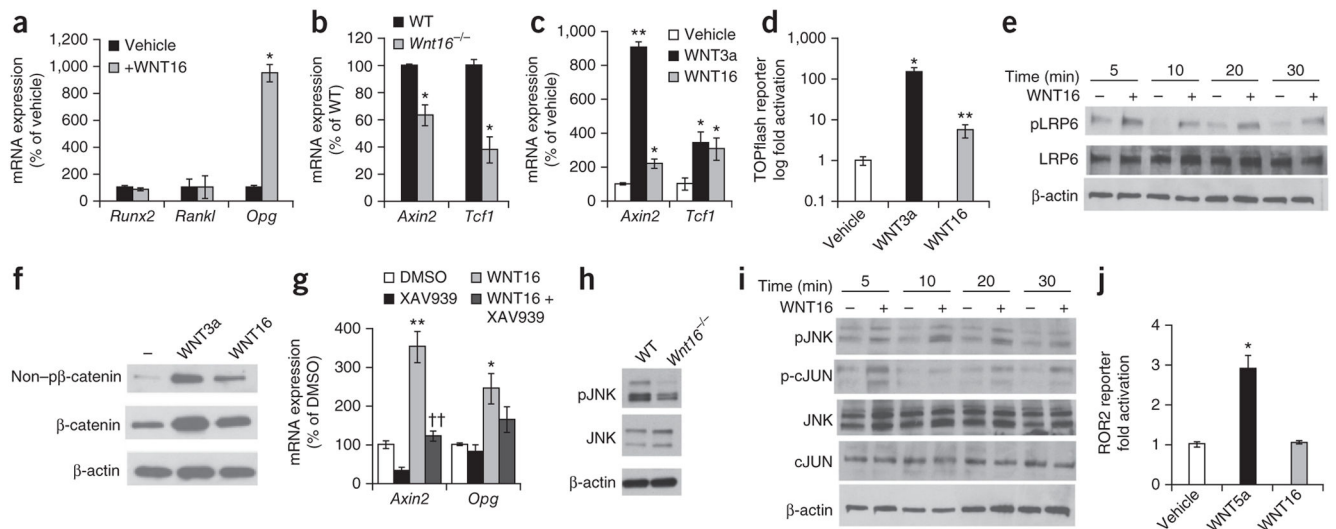 a
Vehicle
+WNT16
mRNA expression
(% of vehicle)
1,200
1,000
800
600
400
200
0
*
Runx2 Rankl Opg
b
WT
Wnt16–/–
mRNA expression
(% of WT)
120
100
80
60
40
20
0
* *
Axin2 Tcf1
c
Vehicle
WNT3a
WNT16
mRNA expression
(% of vehicle)
1,000
800
600
400
200
0
** * * *
Axin2 Tcf1
d
TOPflash reporter
log fold activation
1,000
100
10
1
0.1
* **
Vehicle WNT3a WNT16
e
Time (min) 5 10 20 30
WNT16 – + – + – + – +
pLRP6
LRP6
β-actin
f
– WNT3a WNT16
Non–pβ-catenin
β-catenin
β-actin
g
DMSO WNT16
XAV939 WNT16 +
XAV939
mRNA expression
(% of DMSO)
400
300
200
100
0
** †† *
Axin2 Opg
h
WT Wnt16–/–
pJNK
JNK
β-actin
i
Time (min) 5 10 20 30
WNT16 – + – + – + – +
pJNK
p-cJUN
JNK
cJUN
β-actin
j
ROR2 reporter
fold activation
4
3
2
1
0
*
Vehicle WNT5a WNT16